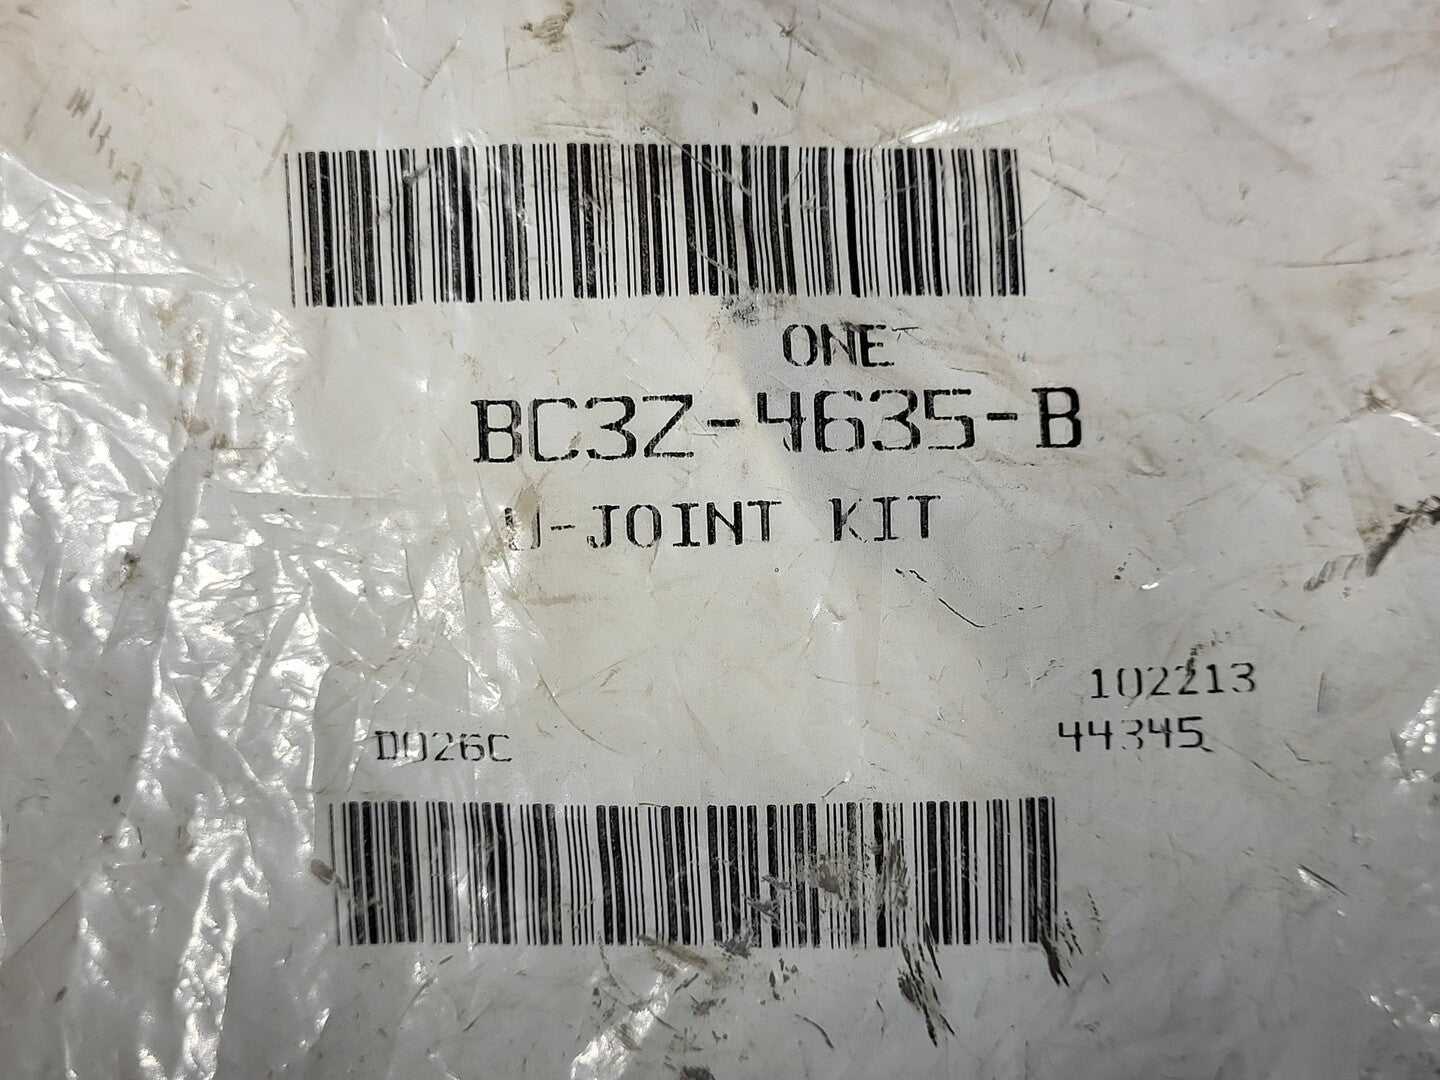 ONE
BC3Z-4635-B
U-JOINT KIT
102213
D026C
44345